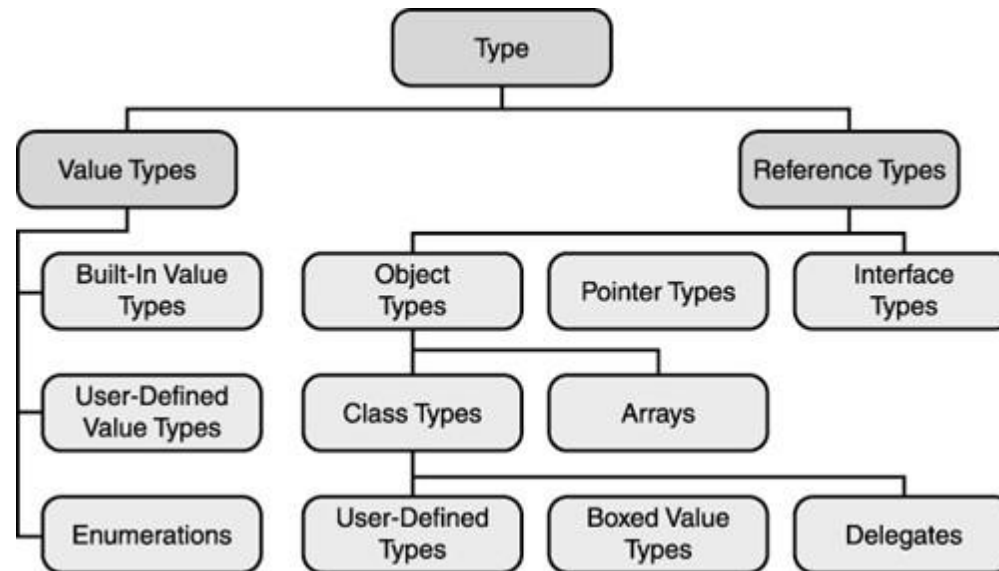 Type
Value Types
Reference Types
Built-In Value
Types
Object
Types
Pointer Types
Interface
Types
User-Defined
Value Types
Class Types
Arrays
Enumerations
User-Defined
Types
Boxed Value
Types
Delegates